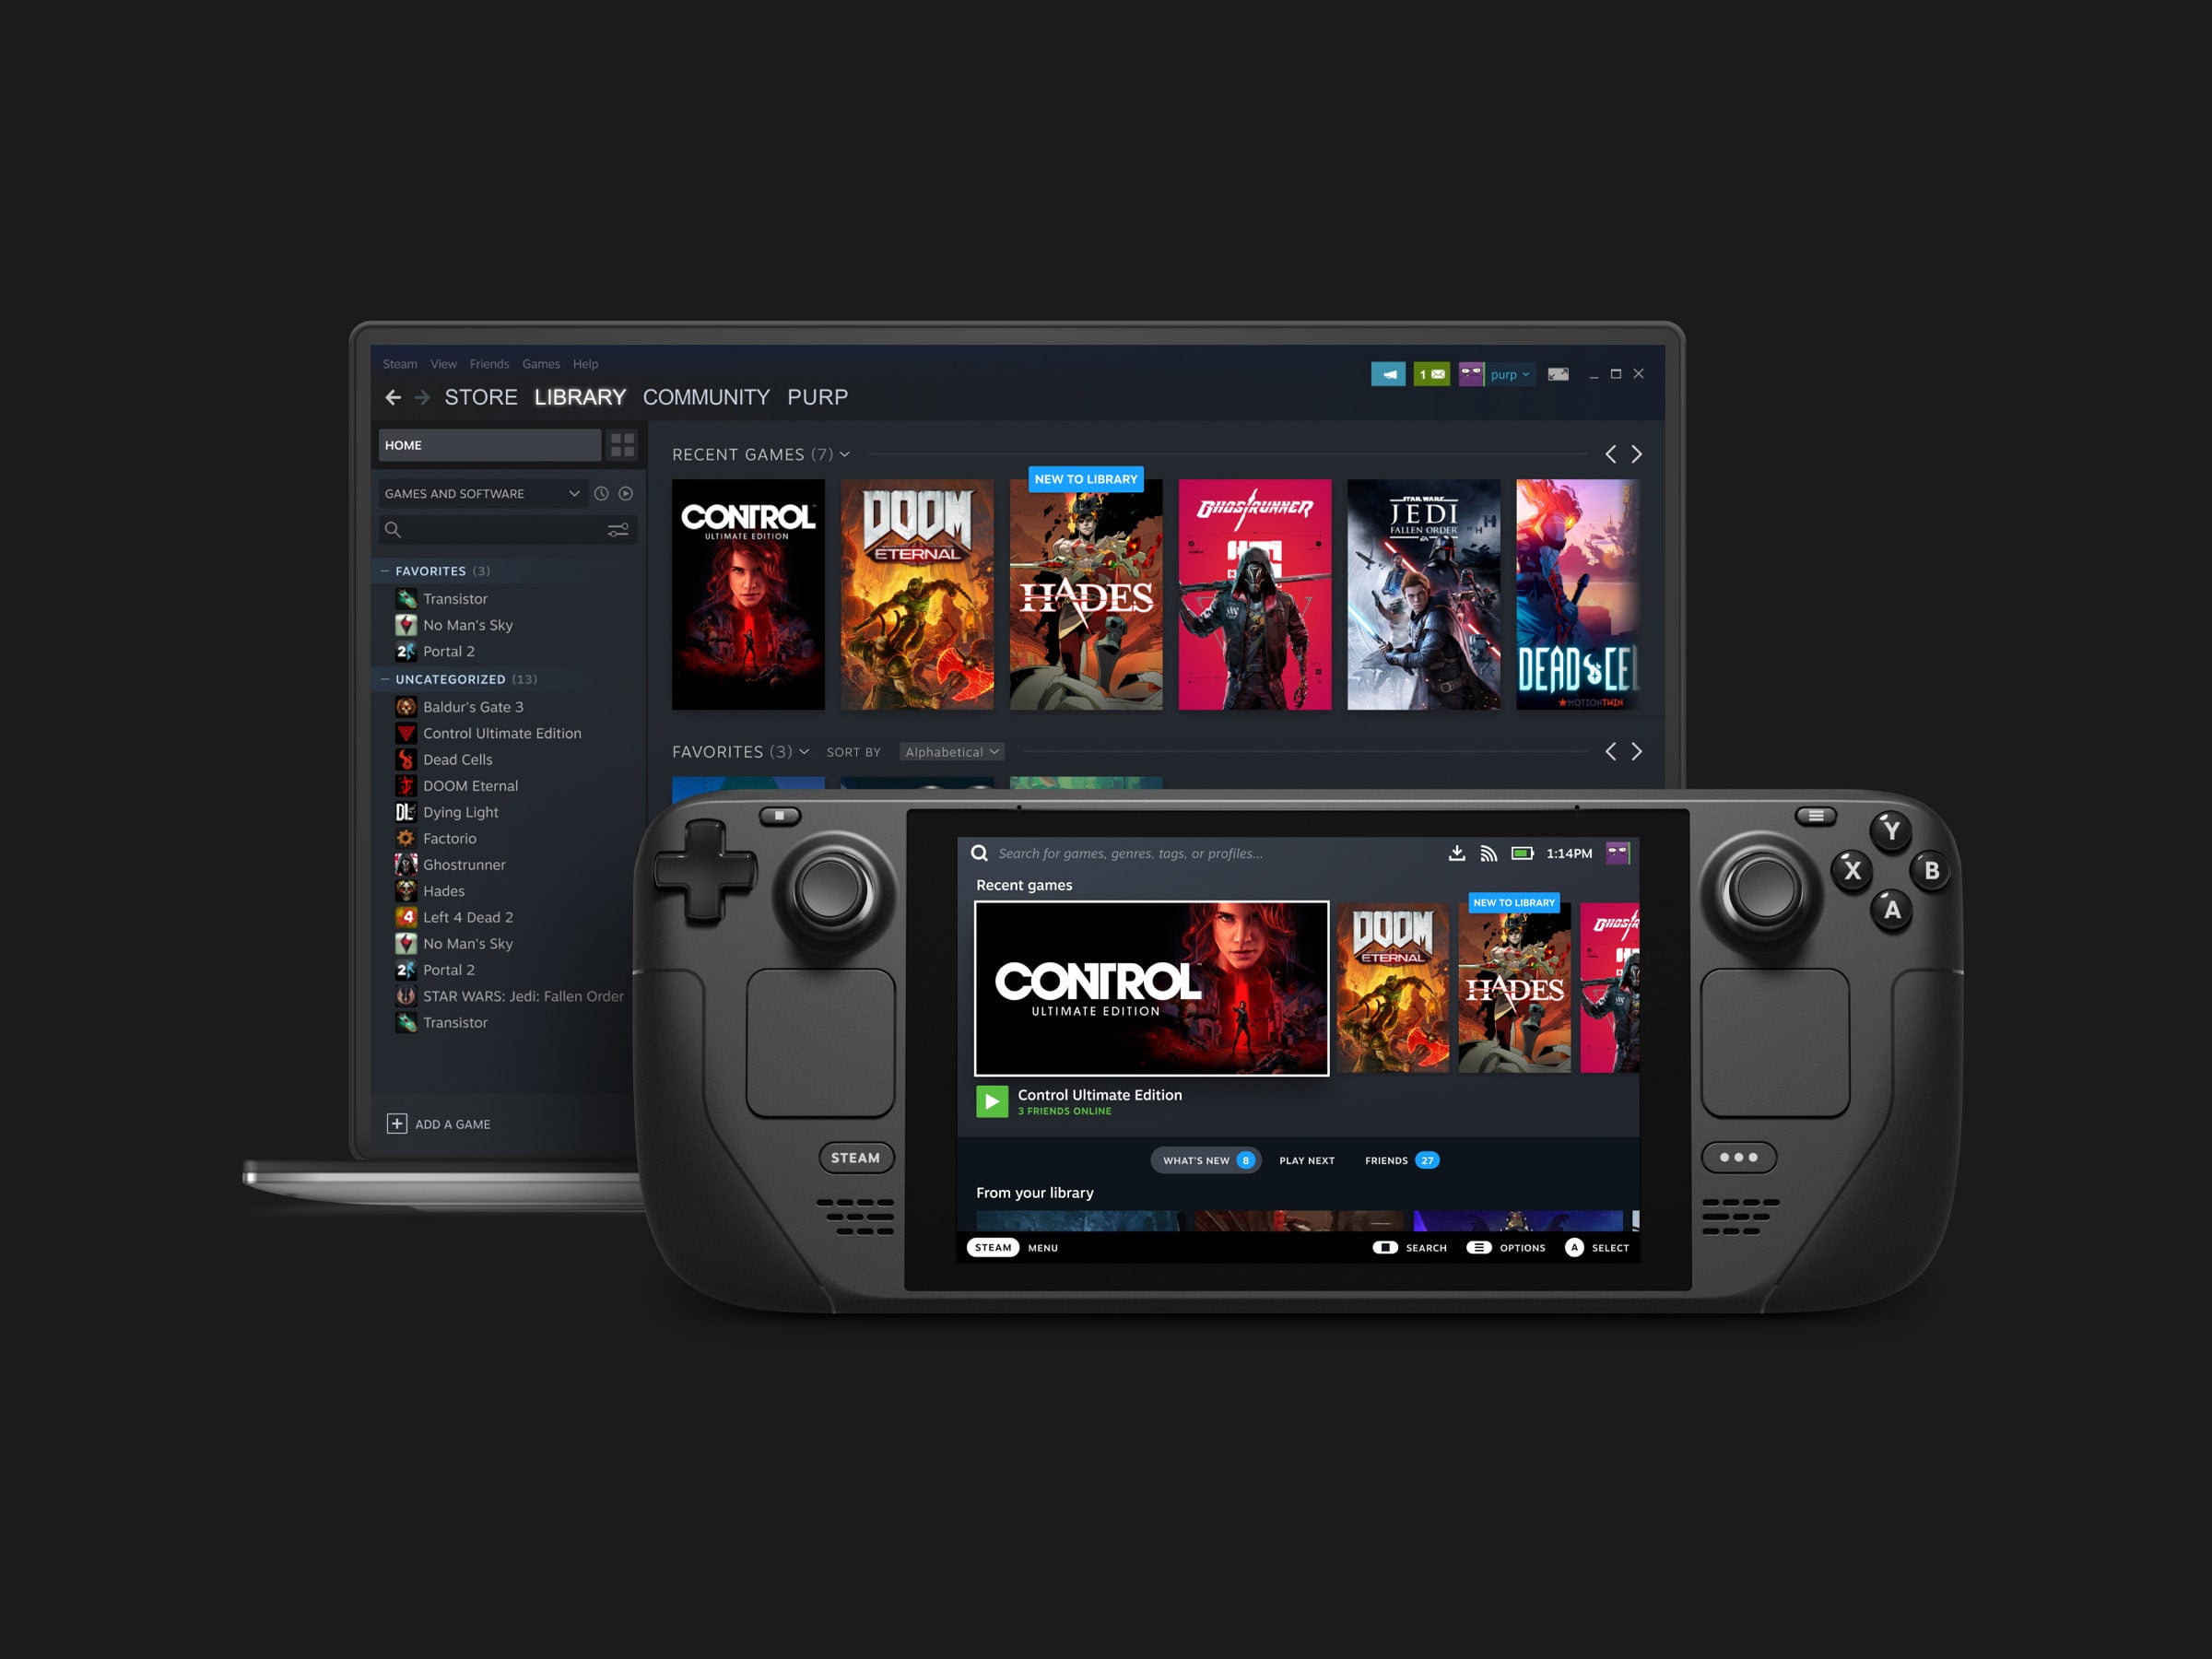 Steam View Friends Games Help
STORE LIBRARY COMMUNITY PURP
1 purp
HOME
GAMES AND SOFTWARE
FAVORITES (3)
Transistor
No Man's Sky
Portal 2
UNCATEGORIZED (13)
Baldur's Gate 3
Control Ultimate Edition
Dead Cells
DOOM Eternal
Dying Light
Factorio
Ghostrunner
Hades
Left 4 Dead 2
No Man's Sky
Portal 2
STAR WARS: Jedi: Fallen Order
Transistor
ADD A GAME
RECENT GAMES (7)
CONTROL
ULTIMATE EDITION
DOOM
ETERNAL
NEW TO LIBRARY
HADES
GHOSTRUNNER
STAR WARS
JEDI
FALLEN ORDER
EA
DEAD CEL
MOTIONTWIN
FAVORITES (3) SORT BY Alphabetical
Search for games, genres, tags, or profiles...
1:14PM
Recent games
CONTROL
ULTIMATE EDITION
DOOM
ETERNAL
NEW TO LIBRARY
HADES
GHOSTR
Control Ultimate Edition
3 FRIENDS ONLINE
WHAT'S NEW 8 PLAY NEXT FRIENDS 27
From your library
STEAM MENU
SEARCH OPTIONS A SELECT
STEAM
Y
X
B
A